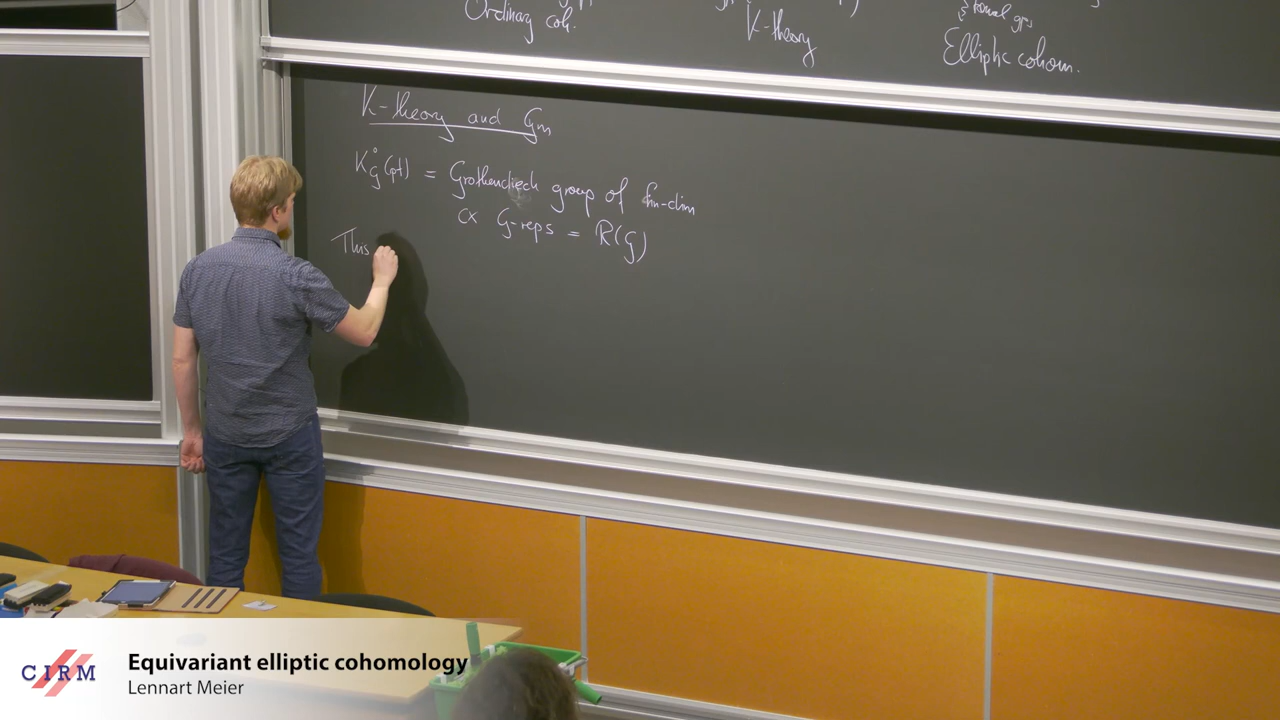 Ordinary coh.
K-theory
Elliptic cohom.
K-theory and Gm
K°G(pt) = Grothendieck group of fin-dim
cx G-reps = R(G)
This
CIRM
Equivariant elliptic cohomology
Lennart Meier